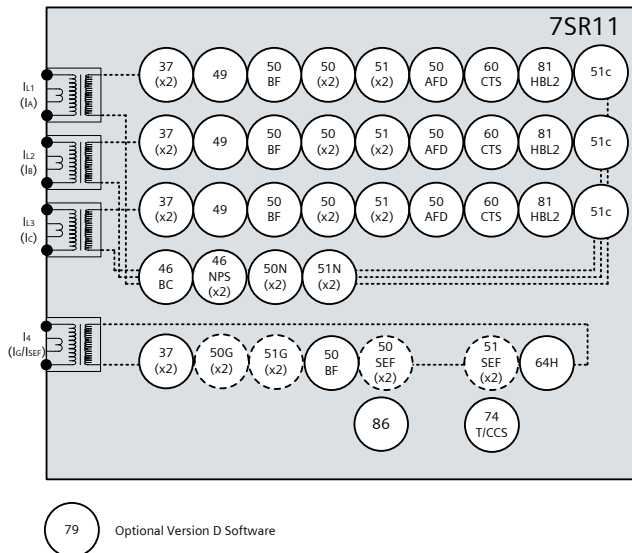 7SR11
IL1
(IA)
37
(x2)
49
50
BF
50
(x2)
51
(x2)
50
AFD
60
CTS
81
HBL2
51c
IL2
(IB)
37
(x2)
49
50
BF
50
(x2)
51
(x2)
50
AFD
60
CTS
81
HBL2
51c
IL3
(IC)
37
(x2)
49
50
BF
50
(x2)
51
(x2)
50
AFD
60
CTS
81
HBL2
51c
46
BC
46
NPS
(x2)
50N
(x2)
51N
(x2)
I4
(IG/ISEF)
37
(x2)
50G
(x2)
51G
(x2)
50
BF
50
SEF
(x2)
51
SEF
(x2)
64H
86
74
T/CCS
79
Optional Version D Software